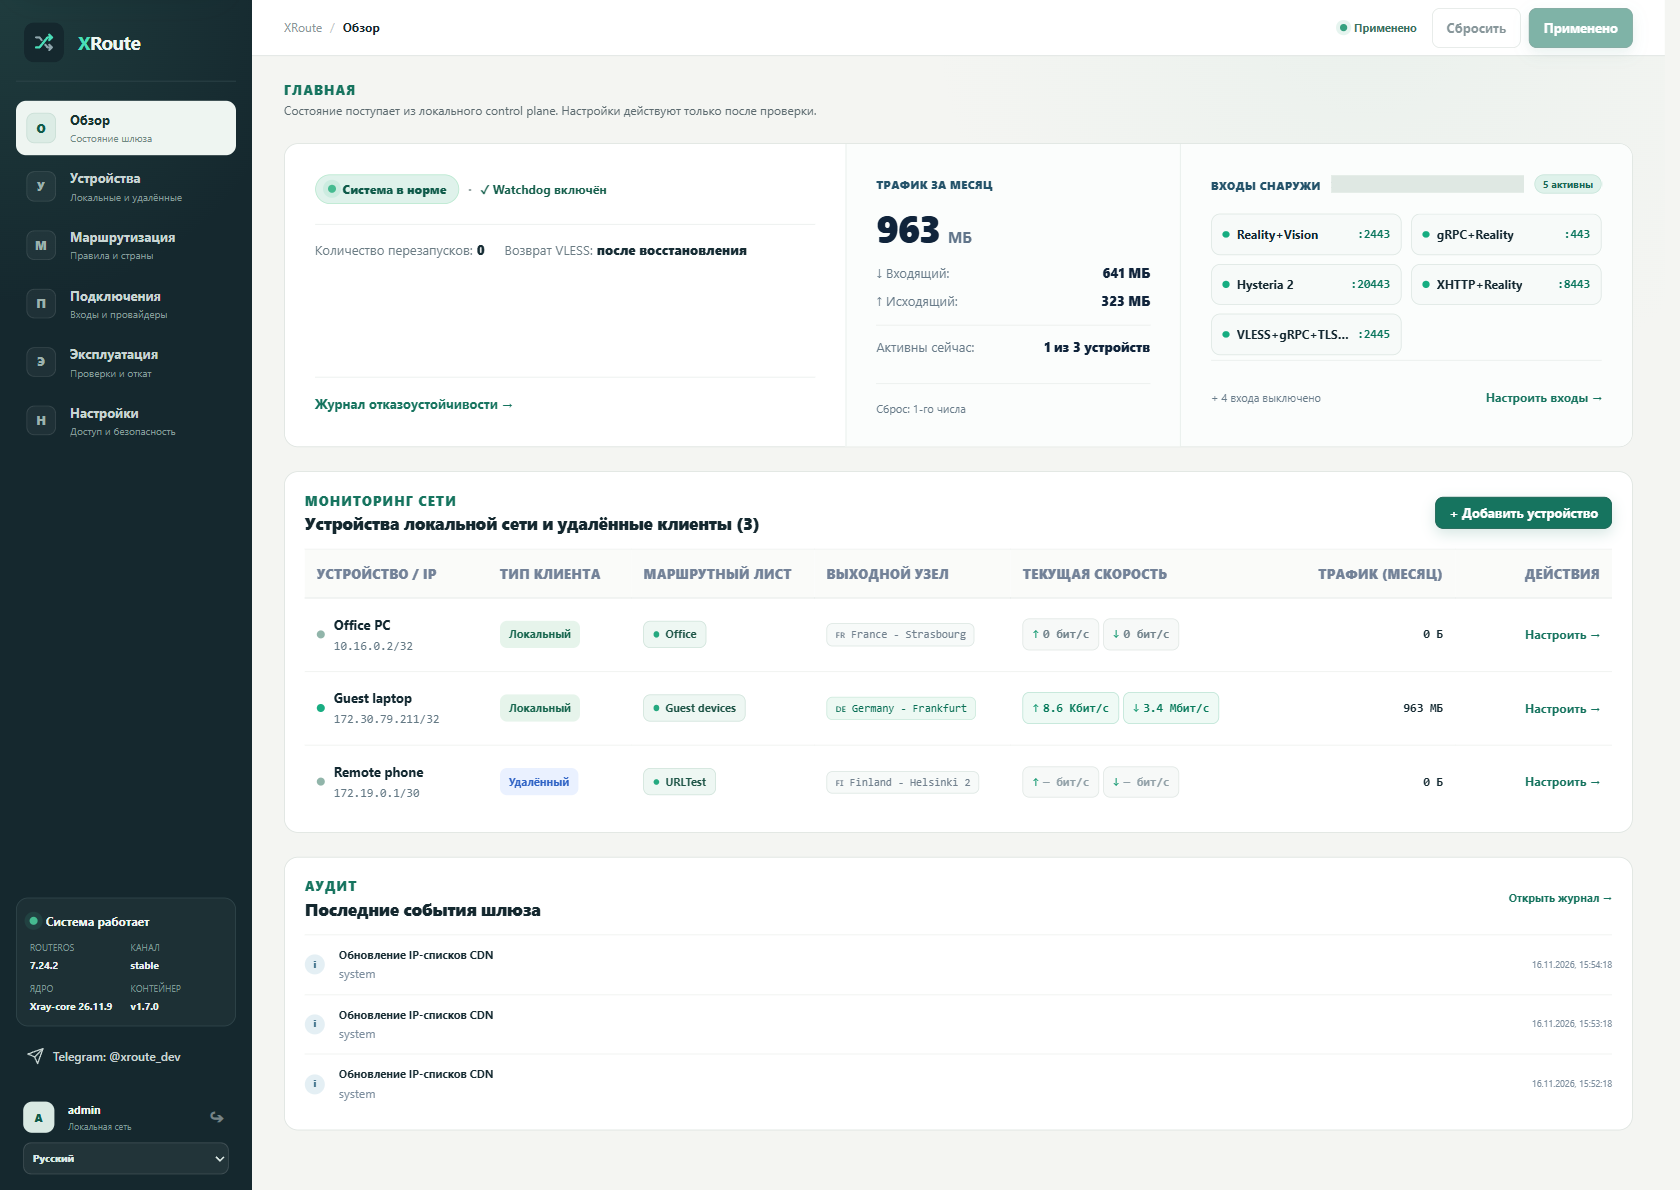 XRoute
О
Обзор
Состояние шлюза
У
Устройства
Локальные и удалённые
М
Маршрутизация
Правила и страны
П
Подключения
Входы и провайдеры
Э
Эксплуатация
Проверки и откат
Н
Настройки
Доступ и безопасность
Система работает
ROUTEROS
КАНАЛ
7.24.2
stable
ЯДРО
КОНТЕЙНЕР
Xray-core 26.11.9
v1.7.0
Telegram: @xroute_dev
A
admin
Локальная сеть
Русский
XRoute / Обзор
Применено
Сбросить
Применено
ГЛАВНАЯ
Состояние поступает из локального control plane. Настройки действуют только после проверки.
Система в норме · ✓ Watchdog включён
Количество перезапусков: 0 Возврат VLESS: после восстановления
Журнал отказоустойчивости →
ТРАФИК ЗА МЕСЯЦ
963 МБ
↓ Входящий: 641 МБ
↑ Исходящий: 323 МБ
Активны сейчас: 1 из 3 устройств
Сброс: 1-го числа
ВХОДЫ СНАРУЖИ
5 активны
Reality+Vision :2443
gRPC+Reality :443
Hysteria 2 :20443
XHTTP+Reality :8443
VLESS+gRPC+TLS... :2445
+ 4 входа выключено
Настроить входы →
МОНИТОРИНГ СЕТИ
Устройства локальной сети и удалённые клиенты (3)
+ Добавить устройство
УСТРОЙСТВО / IP ТИП КЛИЕНТА МАРШРУТНЫЙ ЛИСТ ВЫХОДНОЙ УЗЕЛ ТЕКУЩАЯ СКОРОСТЬ ТРАФИК (МЕСЯЦ) ДЕЙСТВИЯ
Office PC
10.16.0.2/32
Локальный
Office
FR France - Strasbourg
↑ 0 бит/с ↓ 0 бит/с
0 Б
Настроить →
Guest laptop
172.30.79.211/32
Локальный
Guest devices
DE Germany - Frankfurt
↑ 8.6 Кбит/с ↓ 3.4 Мбит/с
963 МБ
Настроить →
Remote phone
172.19.0.1/30
Удалённый
URLTest
FI Finland - Helsinki 2
↑ — бит/с ↓ — бит/с
0 Б
Настроить →
АУДИТ
Последние события шлюза
Открыть журнал →
i
Обновление IP-списков CDN
system
16.11.2026, 15:54:18
i
Обновление IP-списков CDN
system
16.11.2026, 15:53:18
i
Обновление IP-списков CDN
system
16.11.2026, 15:52:18